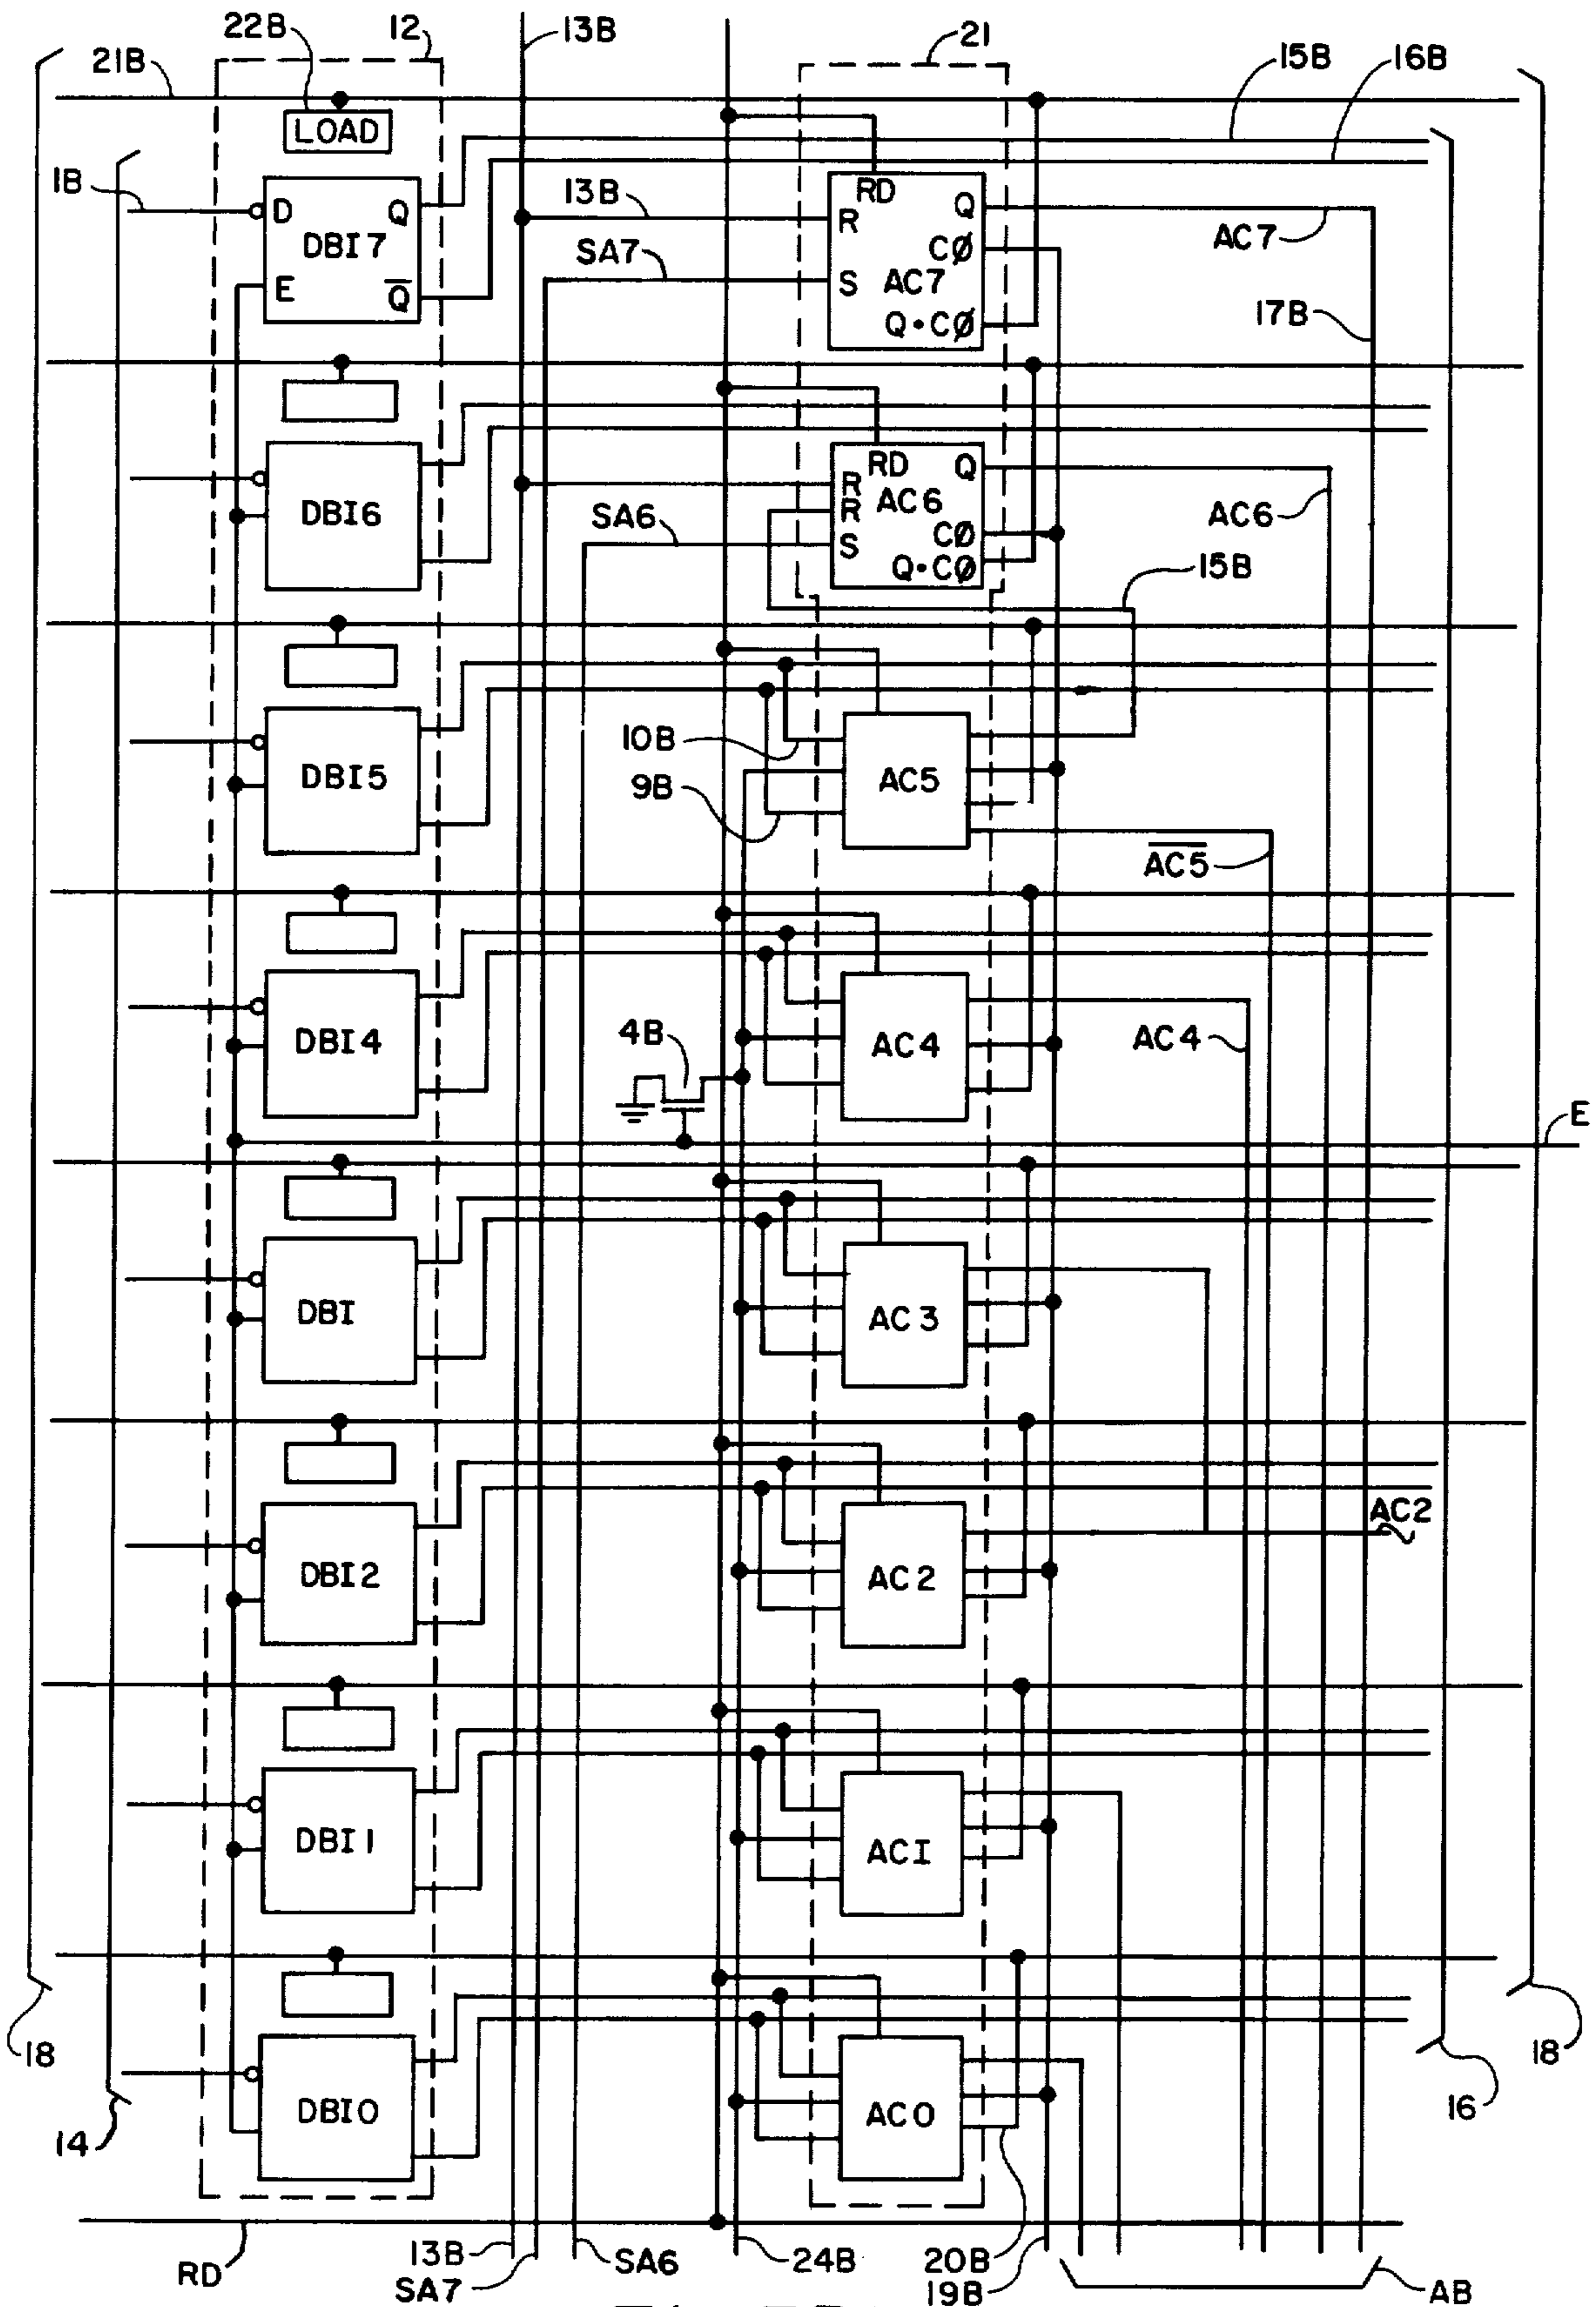 22B 12 13B 21 15B 16B
21B
LOAD
1B D Q DBI7 E Q̅
13B RD R Q CØ
SA7 S AC7 Q•CØ
AC7
17B
DBI6
SA6
RD Q R AC6 R CØ S Q•CØ
AC6
15B
DBI5
10B
9B
AC5
A̅C̅5̅
DBI4
4B
AC4
AC4
E
DBI
AC3
DBI2
AC2
AC2
DBI1
AC1
DBI0
AC0
18
14
16
18
RD
13B
SA7
SA6
24B
20B
19B
AB